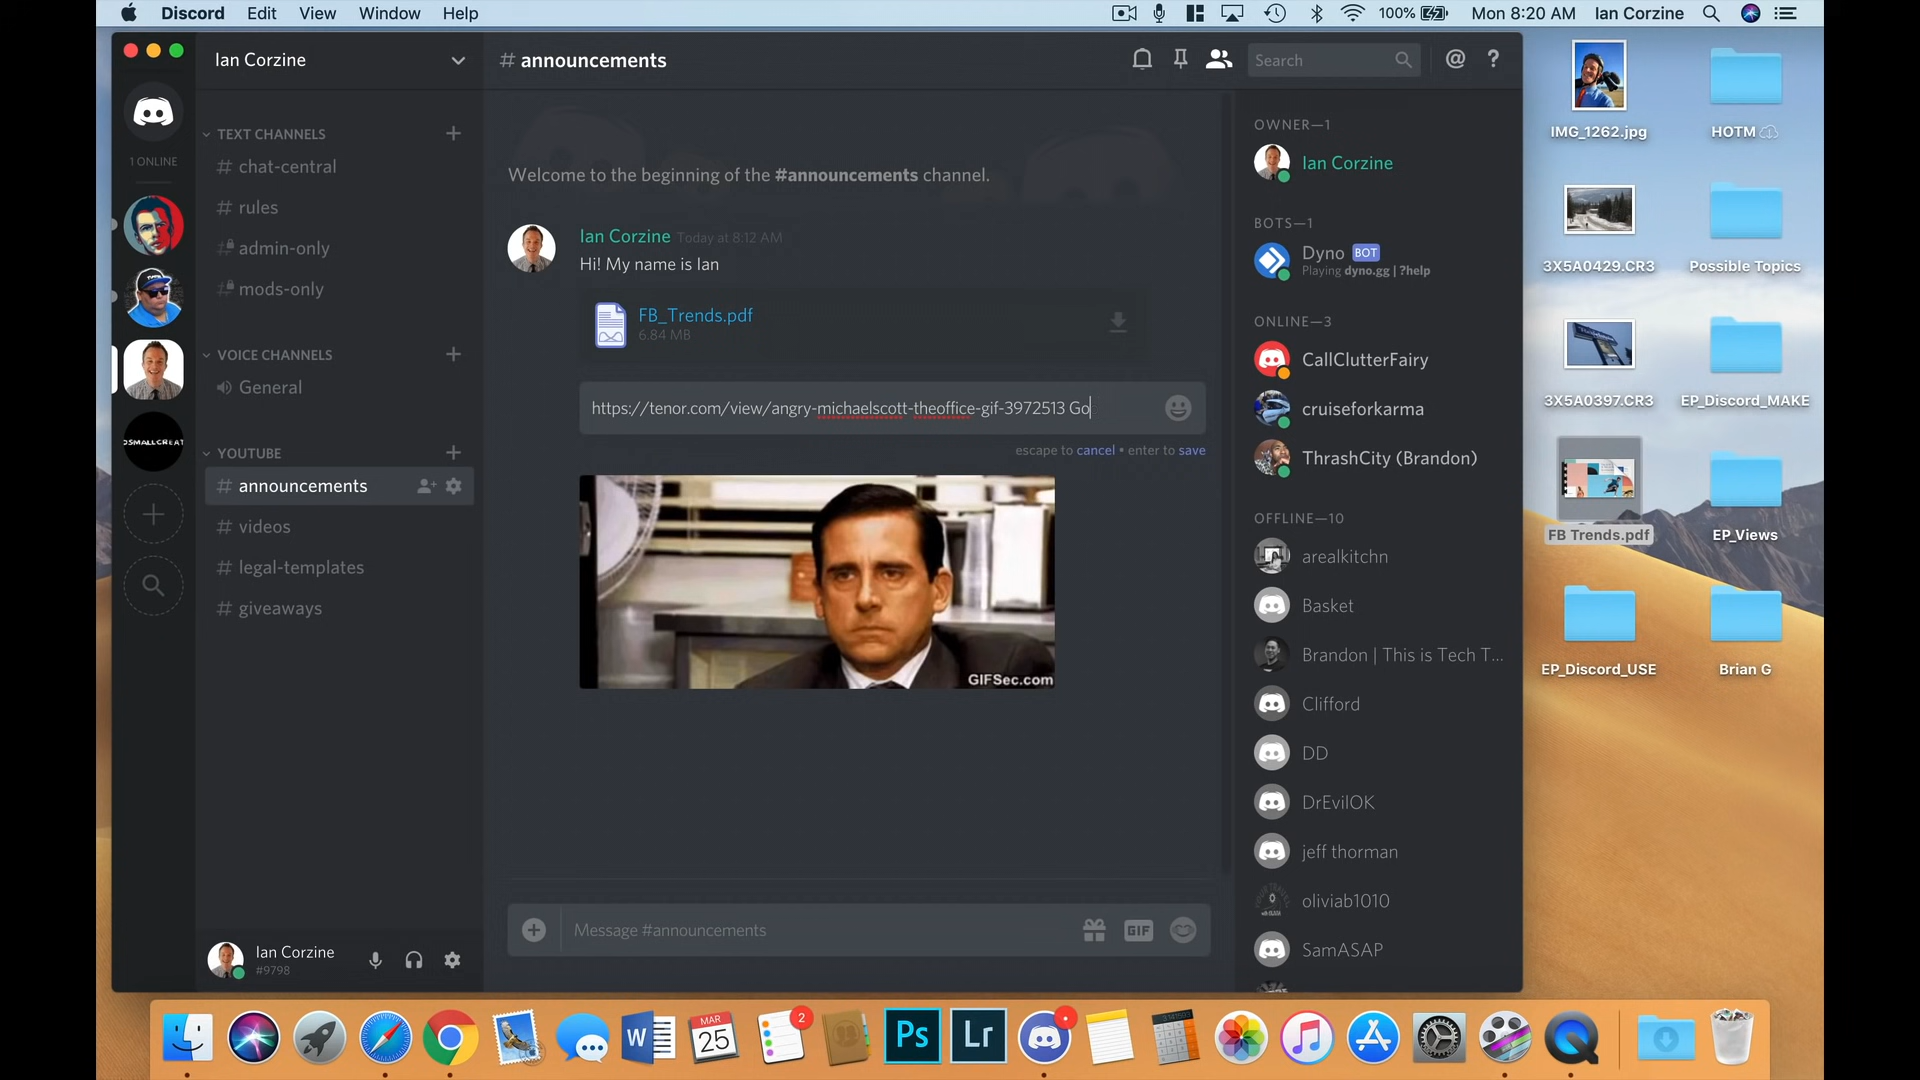 Discord Edit View Window Help 100% Mon 8:20 AM Ian Corzine
Ian Corzine
# announcements
Search
@ ?
1 ONLINE
DSMALLCREAT
TEXT CHANNELS
# chat-central
# rules
# admin-only
# mods-only
VOICE CHANNELS
General
YOUTUBE
# announcements
# videos
# legal-templates
# giveaways
Ian Corzine
#9798
Welcome to the beginning of the #announcements channel.
Ian Corzine Today at 8:12 AM
Hi! My name is Ian
FB_Trends.pdf
6.84 MB
https://tenor.com/view/angry-michaelscott-theoffice-gif-3972513 Go
escape to cancel • enter to save
GIFSec.com
Message #announcements
GIF
OWNER—1
Ian Corzine
BOTS—1
Dyno BOT
Playing dyno.gg | ?help
ONLINE—3
CallClutterFairy
cruiseforkarma
ThrashCity (Brandon)
OFFLINE—10
arealkitchn
Basket
Brandon | This is Tech T...
Clifford
DD
DrEvilOK
jeff thorman
oliviab1010
SamASAP
IMG_1262.jpg
HOTM
3X5A0429.CR3
Possible Topics
3X5A0397.CR3
EP_Discord_MAKE
FB Trends.pdf
EP_Views
EP_Discord_USE
Brian G
W
MAR
25
2
Ps
Lr